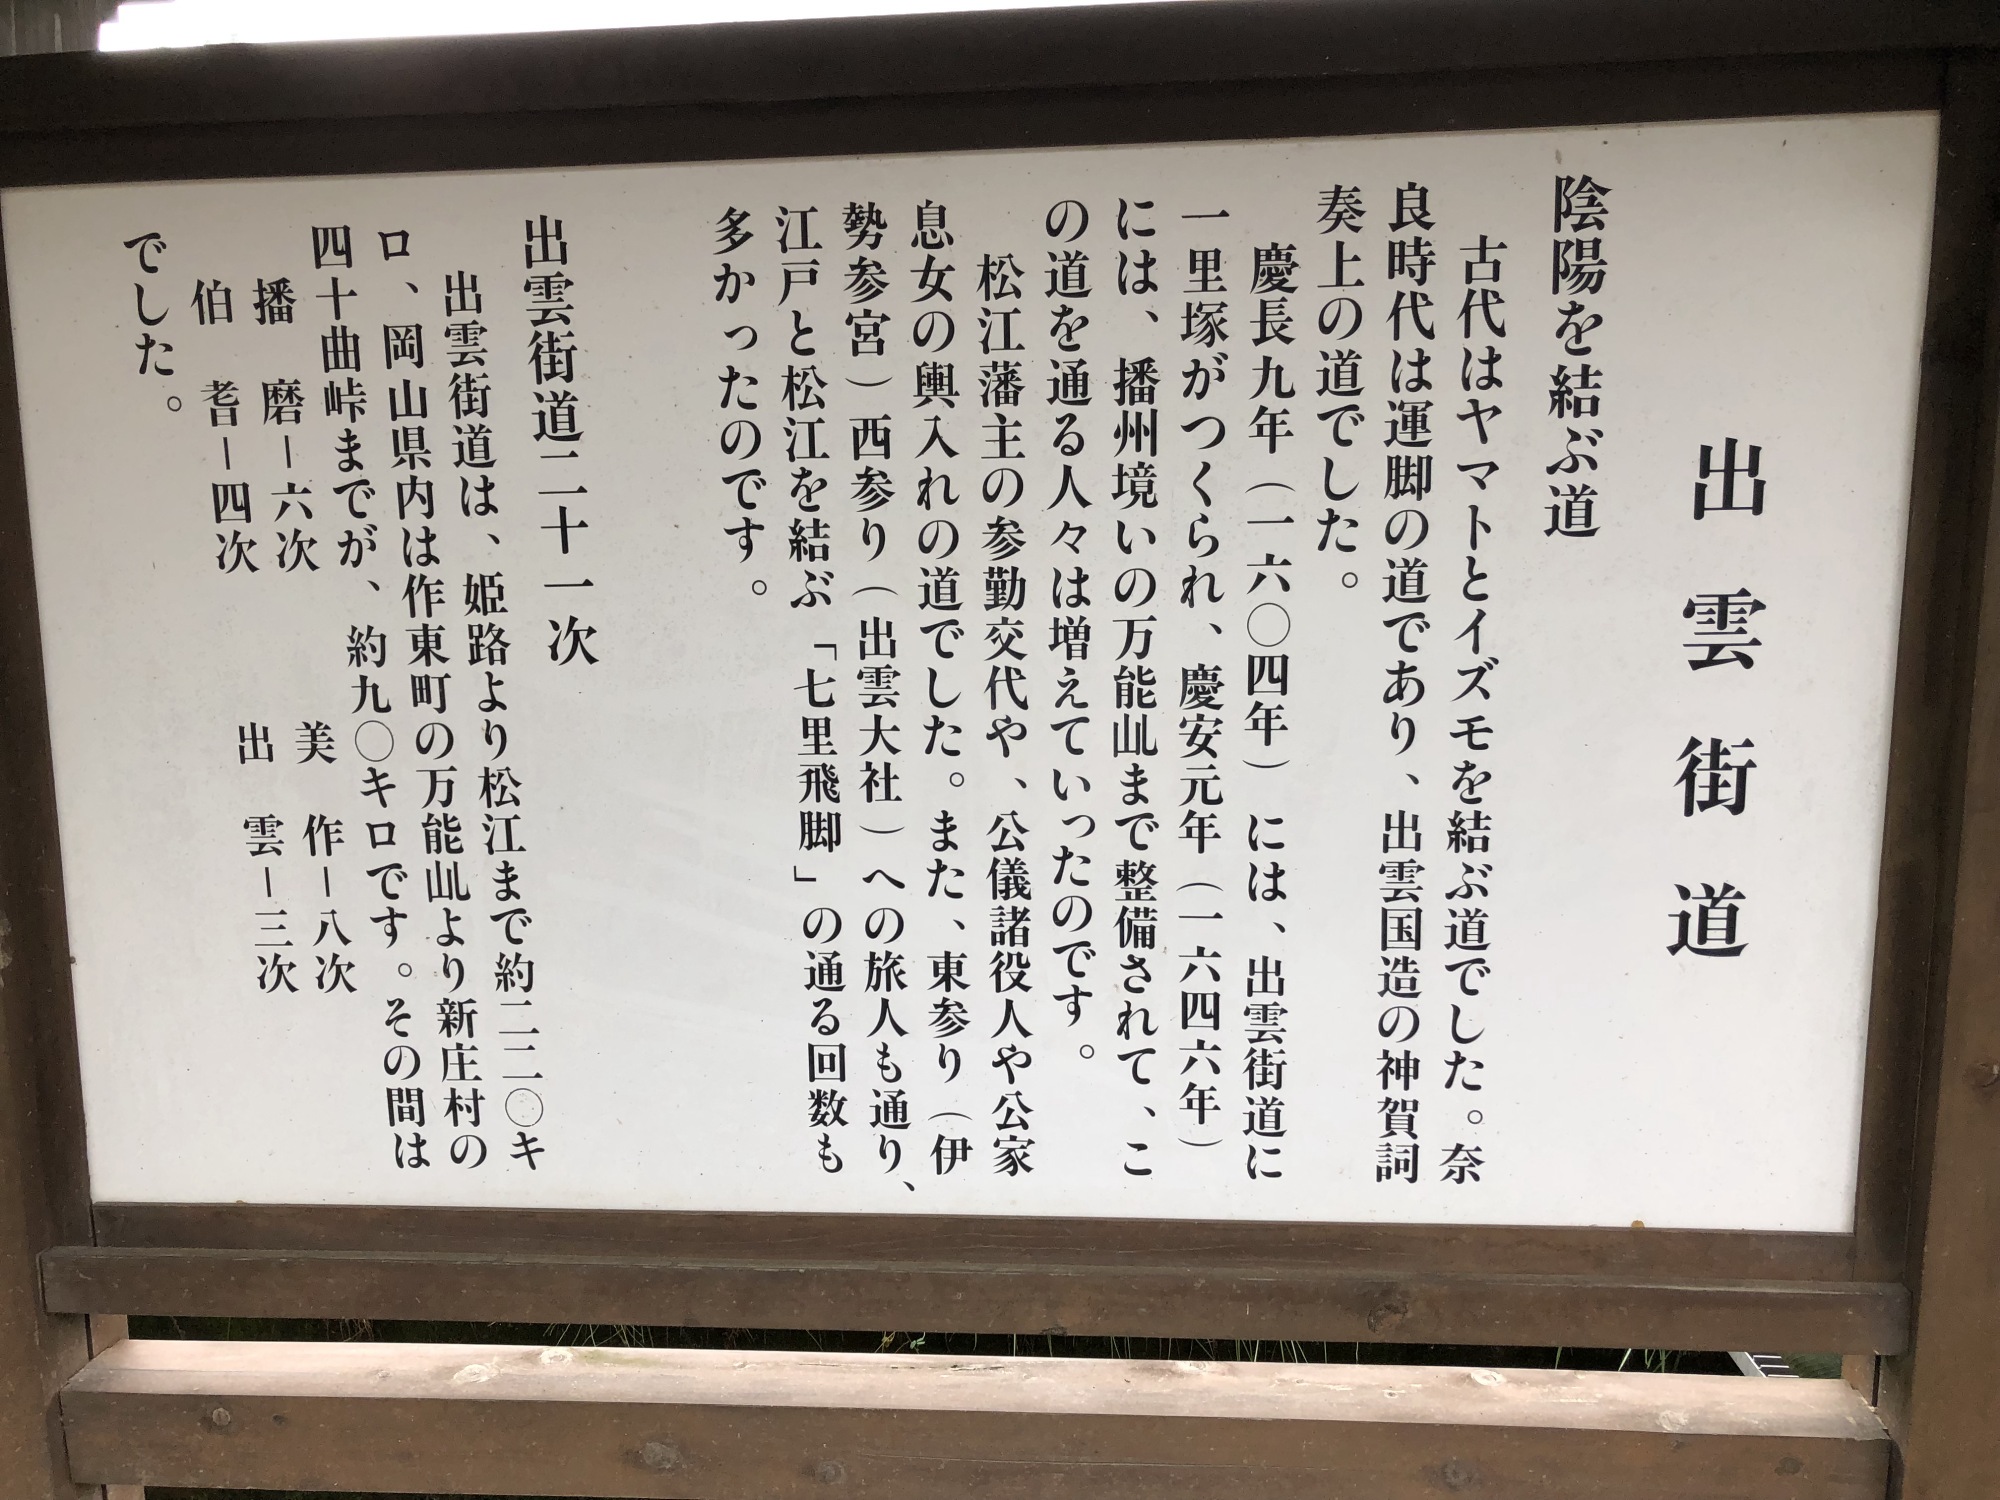 出雲街道
陰陽を結ぶ道
古代はヤマトとイズモを結ぶ道でした。奈
良時代は運脚の道であり、出雲国造の神賀詞
奏上の道でした。
慶長九年（一六〇四年）には、出雲街道に
一里塚がつくられ、慶安元年（一六四六年）
には、播州境いの万能乢まで整備されて、こ
の道を通る人々は増えていったのです。
松江藩主の参勤交代や、公儀諸役人や公家
息女の輿入れの道でした。また、東参り（伊
勢参宮）西参り（出雲大社）への旅人も通り、
江戸と松江を結ぶ「七里飛脚」の通る回数も
多かったのです。
出雲街道二十一次
出雲街道は、姫路より松江まで約二二〇キ
ロ、岡山県内は作東町の万能乢より新庄村の
四十曲峠までが、約九〇キロです。その間は
播磨－六次　美作－八次
伯耆－四次　出雲－三次
でした。